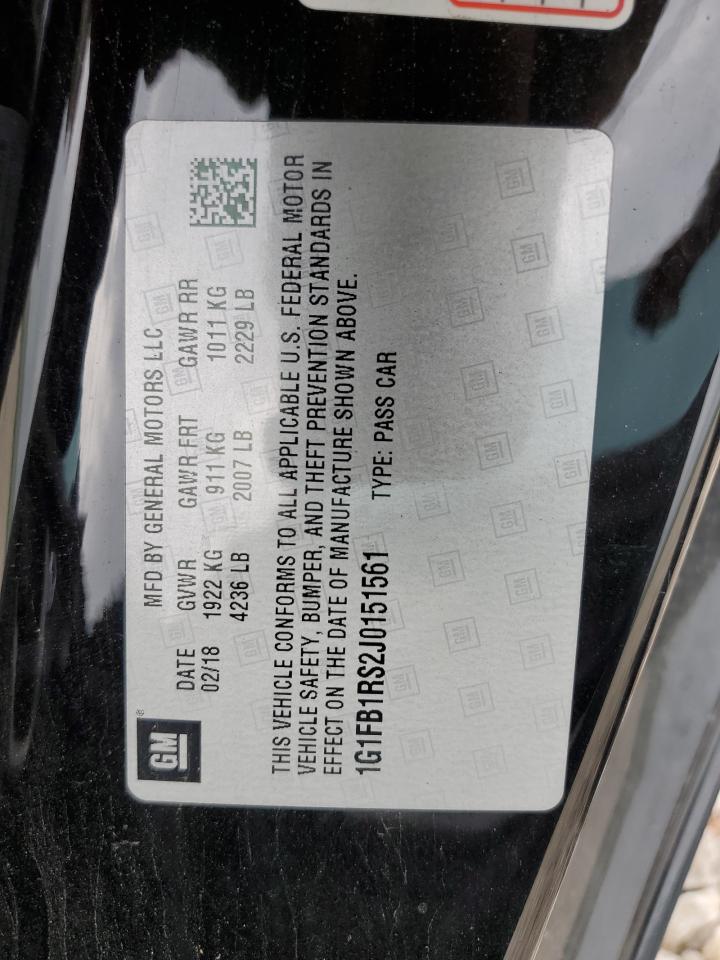 GM®
MFD BY GENERAL MOTORS LLC
DATE GVWR GAWR FRT GAWR RR
02/18 1922 KG 911 KG 1011 KG
4236 LB 2007 LB 2229 LB
THIS VEHICLE CONFORMS TO ALL APPLICABLE U.S. FEDERAL MOTOR
VEHICLE SAFETY, BUMPER, AND THEFT PREVENTION STANDARDS IN
EFFECT ON THE DATE OF MANUFACTURE SHOWN ABOVE.
1G1FB1RS2J0151561 TYPE: PASS CAR